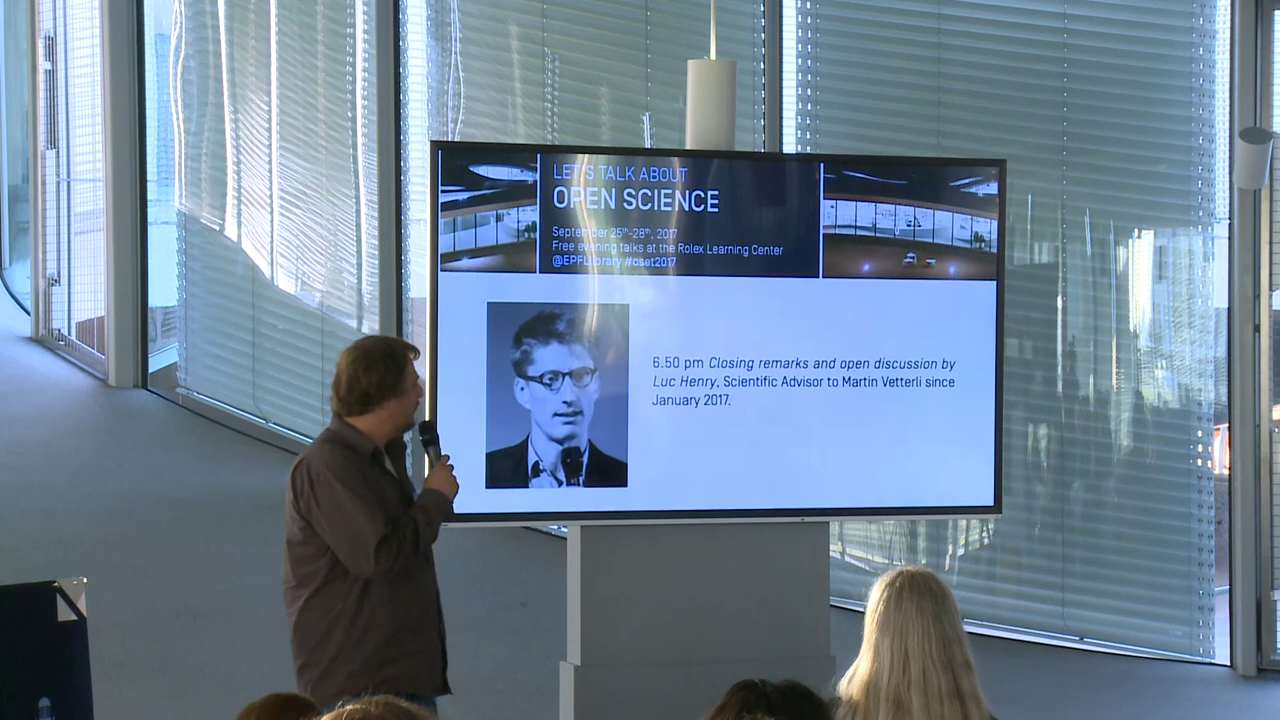 LET'S TALK ABOUT
OPEN SCIENCE
September 25th-28th, 2017
Free evening talks at the Rolex Learning Center
@EPFLLibrary #oset2017
6.50 pm Closing remarks and open discussion by
Luc Henry, Scientific Advisor to Martin Vetterli since
January 2017.